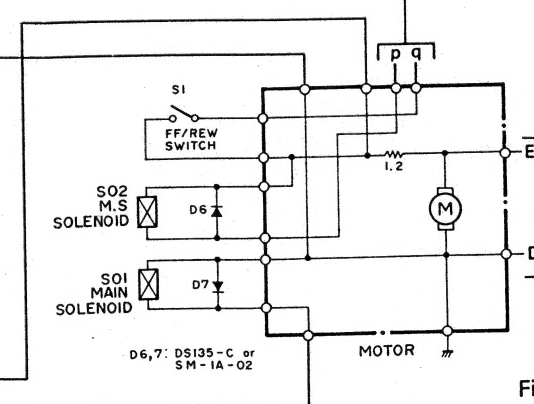 p q
S1
FF/REW
SWITCH
1.2
E
SO2
M.S
SOLENOID
D6
M
D
SO1
MAIN
SOLENOID
D7
D6,7: DS135-C or
SM-1A-02
MOTOR
Fi